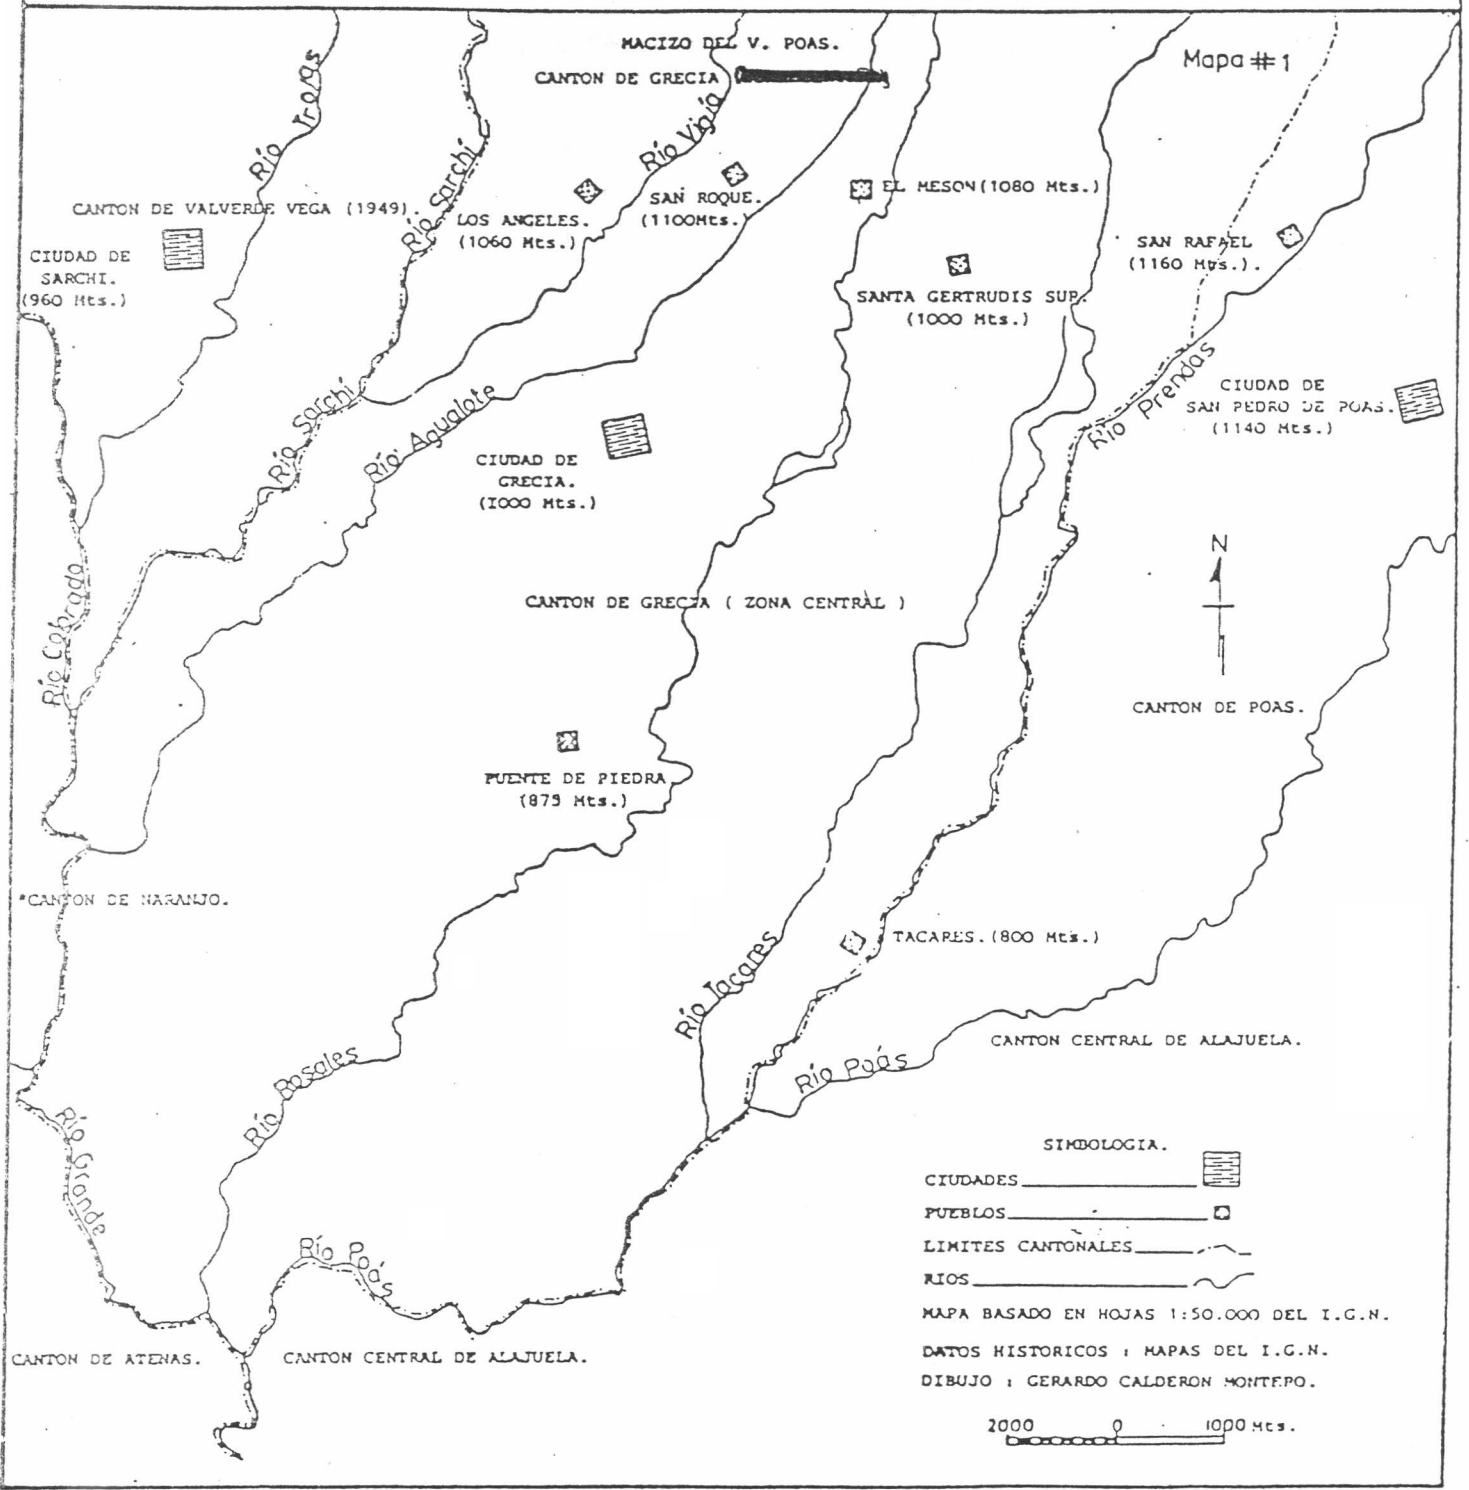 MACIZO DEL V. POAS.
CANTON DE GRECIA
Mapa #1
Río Trojas
Río Sarchí
Río Vigía
CANTON DE VALVERDE VEGA (1949)
CIUDAD DE
SARCHI.
(960 Mts.)
LOS ANGELES.
(1060 Mts.)
SAN ROQUE.
(1100Mts.)
EL MESON (1080 Mts.)
SAN RAFAEL
(1160 Mts.).
SANTA GERTRUDIS SUP.
(1000 Mts.)
Río Prendas
CIUDAD DE
SAN PEDRO DE POAS.
(1140 Mts.)
Río Sarchí
Río Agualote
CIUDAD DE
GRECIA.
(1000 Mts.)
N
Río Cobrado
CANTON DE GRECIA ( ZONA CENTRAL )
CANTON DE POAS.
PUENTE DE PIEDRA
(875 Mts.)
*CANTON DE NARANJO.
TACARES. (800 Mts.)
Río Tacares
CANTON CENTRAL DE ALAJUELA.
Río Poás
Río Rosales
Río Grande
Río Poás
CANTON DE ATENAS.
CANTON CENTRAL DE ALAJUELA.
SIMBOLOGIA.
CIUDADES
PUEBLOS
LIMITES CANTONALES
RIOS
MAPA BASADO EN HOJAS 1:50.000 DEL I.G.N.
DATOS HISTORICOS : MAPAS DEL I.G.N.
DIBUJO : GERARDO CALDERON MONTERO.
2000 0 1000 Mts.